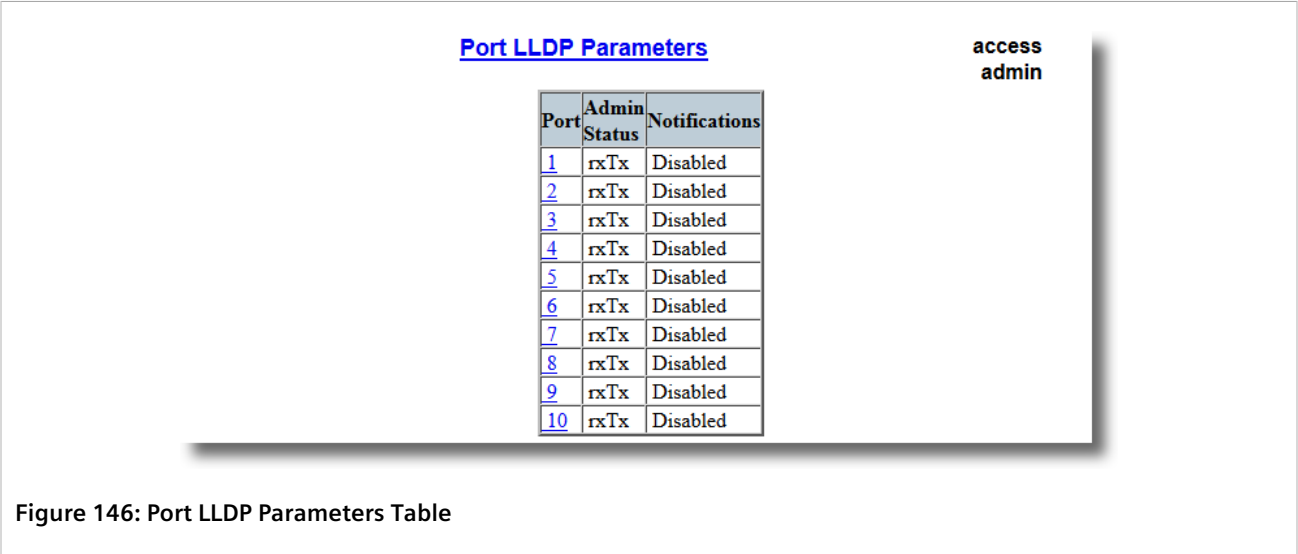 Port LLDP Parameters
access
admin
Port Admin Status Notifications
1 rxTx Disabled
2 rxTx Disabled
3 rxTx Disabled
4 rxTx Disabled
5 rxTx Disabled
6 rxTx Disabled
7 rxTx Disabled
8 rxTx Disabled
9 rxTx Disabled
10 rxTx Disabled
Figure 146: Port LLDP Parameters Table